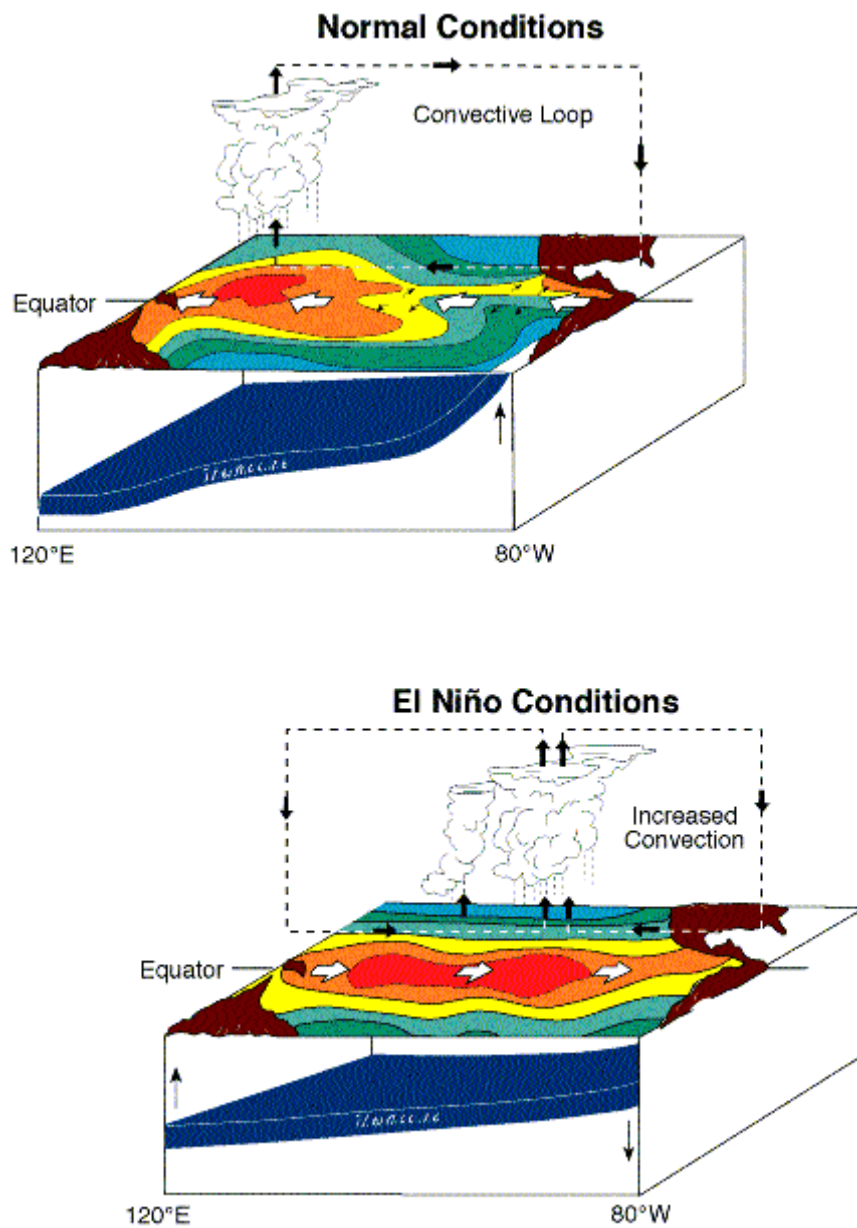 Normal Conditions
Convective Loop
Equator
120°E
80°W
El Niño Conditions
Increased
Convection
Equator
120°E
80°W